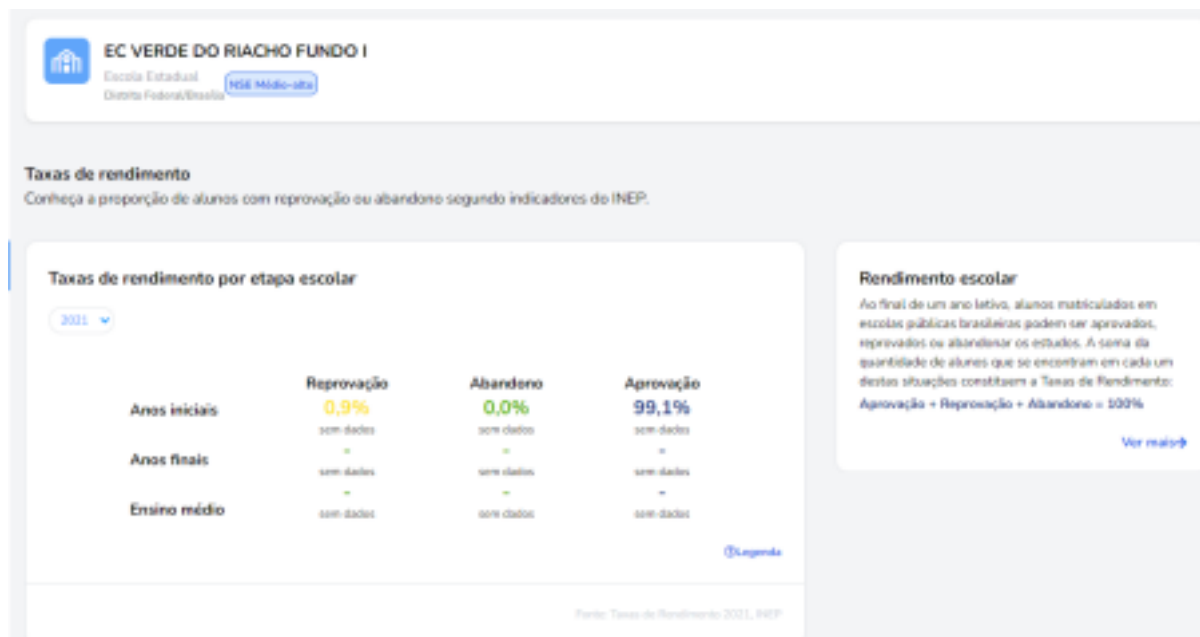 EC VERDE DO RIACHO FUNDO I
Escola Estadual
NSE Médio-alto
Distrito Federal/Brasília
Taxas de rendimento
Conheça a proporção de alunos com reprovação ou abandono segundo indicadores do INEP.
Taxas de rendimento por etapa escolar
2021
Reprovação Abandono Aprovação
Anos iniciais 0,9% 0,0% 99,1%
sem dados sem dados sem dados
Anos finais - - -
sem dados sem dados sem dados
Ensino médio - - -
sem dados sem dados sem dados
Legenda
Fonte: Taxas de Rendimento 2021, INEP
Rendimento escolar
Ao final de um ano letivo, alunos matriculados em
escolas públicas brasileiras podem ser aprovados,
reprovados ou abandonar os estudos. A soma da
quantidade de alunos que se encontram em cada um
destas situações constituem a Taxas de Rendimento:
Aprovação + Reprovação + Abandono = 100%
Ver mais